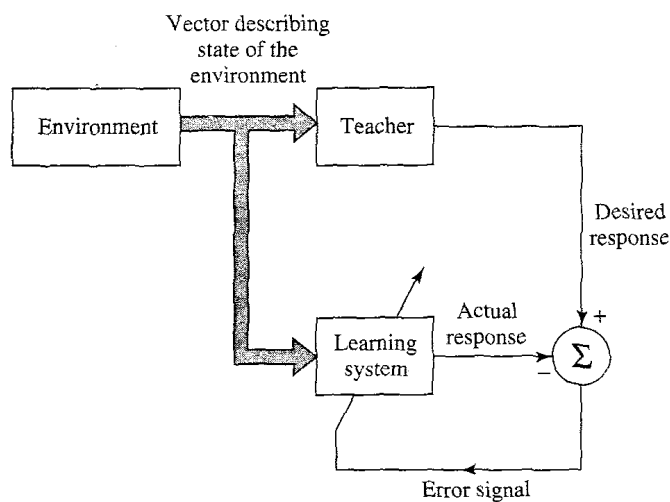 Vector describing
state of the
environment
Environment
Teacher
Desired
response
+
Actual
response
Learning
system
Σ
−
Error signal